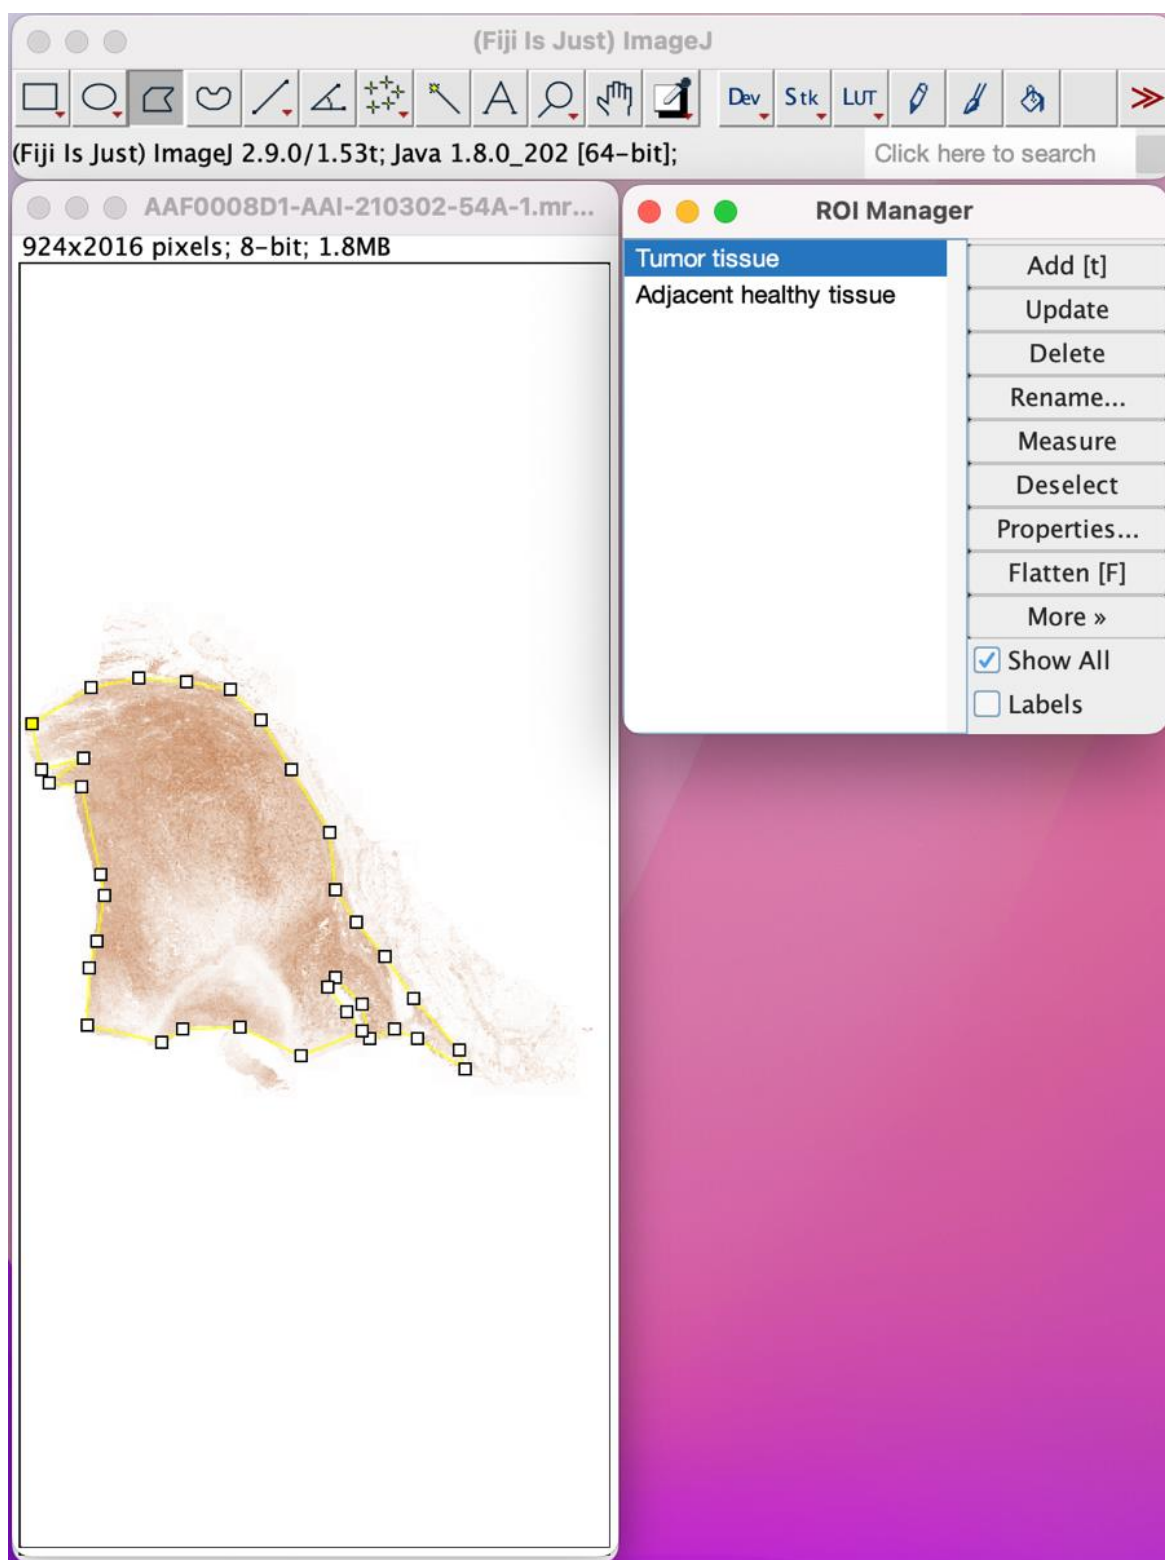 (Fiji Is Just) ImageJ
Dev Stk LUT
(Fiji Is Just) ImageJ 2.9.0/1.53t; Java 1.8.0_202 [64-bit];
Click here to search
AAF0008D1-AAI-210302-54A-1.mr...
924x2016 pixels; 8-bit; 1.8MB
ROI Manager
Tumor tissue
Adjacent healthy tissue
Add [t]
Update
Delete
Rename...
Measure
Deselect
Properties...
Flatten [F]
More »
Show All
Labels